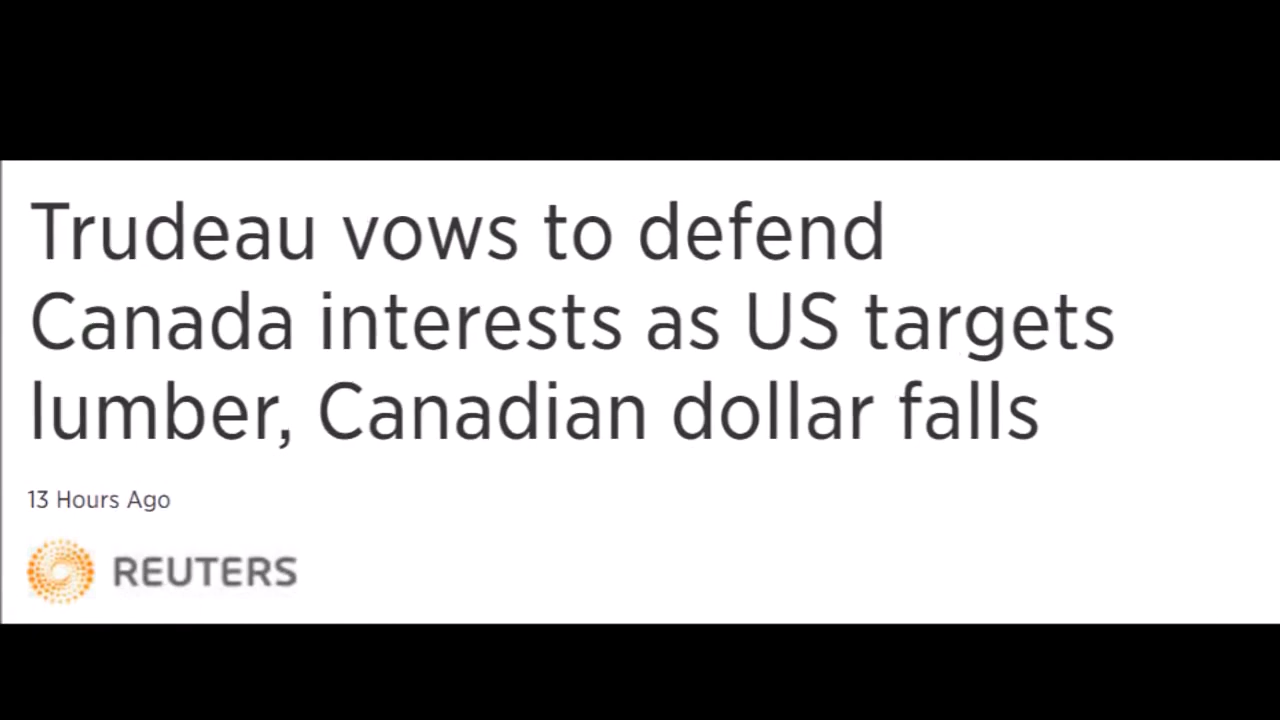 Trudeau vows to defend
Canada interests as US targets
lumber, Canadian dollar falls
13 Hours Ago
REUTERS